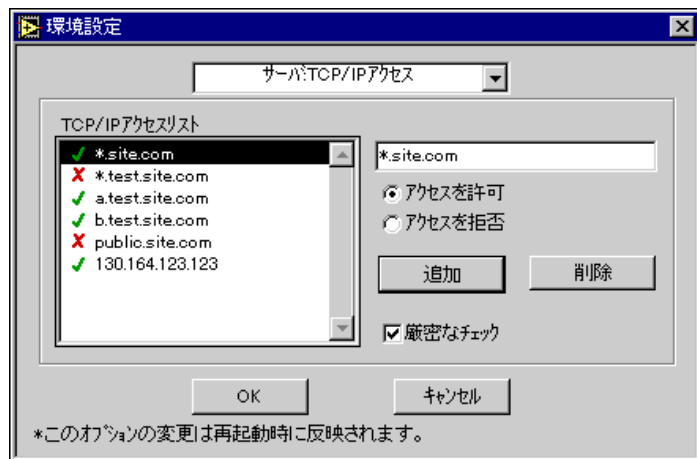 環境設定
サーバ:TCP/IPアクセス
TCP/IPアクセスリスト
*.site.com
*.test.site.com
a.test.site.com
b.test.site.com
public.site.com
130.164.123.123
*.site.com
アクセスを許可
アクセスを拒否
追加
削除
厳密なチェック
OK
キャンセル
*このオプションの変更は再起動時に反映されます。